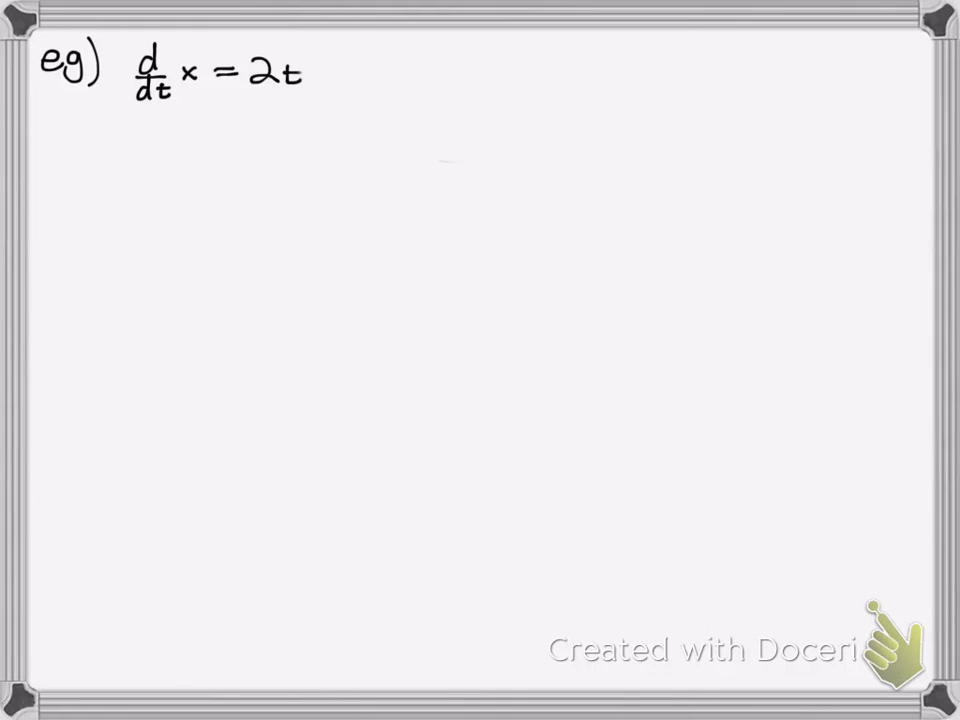 eg) d/dt x = 2t
Created with Doceri